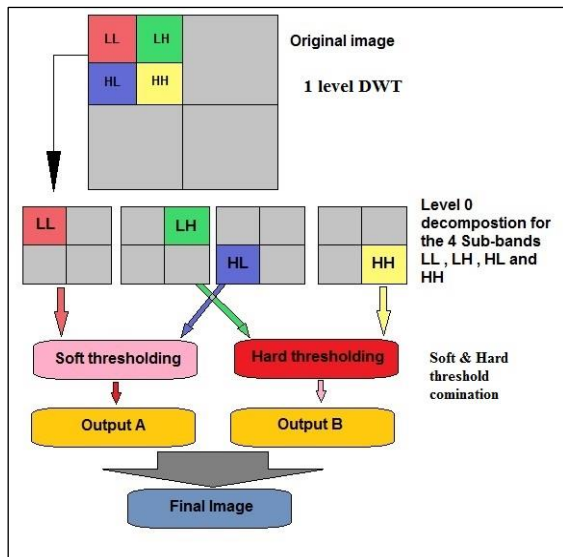 LL LH
HL HH
Original image
1 level DWT
LL
LH
HL
HH
Level 0
decompostion for
the 4 Sub-bands
LL , LH , HL and
HH
Soft thresholding
Hard thresholding
Soft & Hard
threshold
comination
Output A
Output B
Final Image